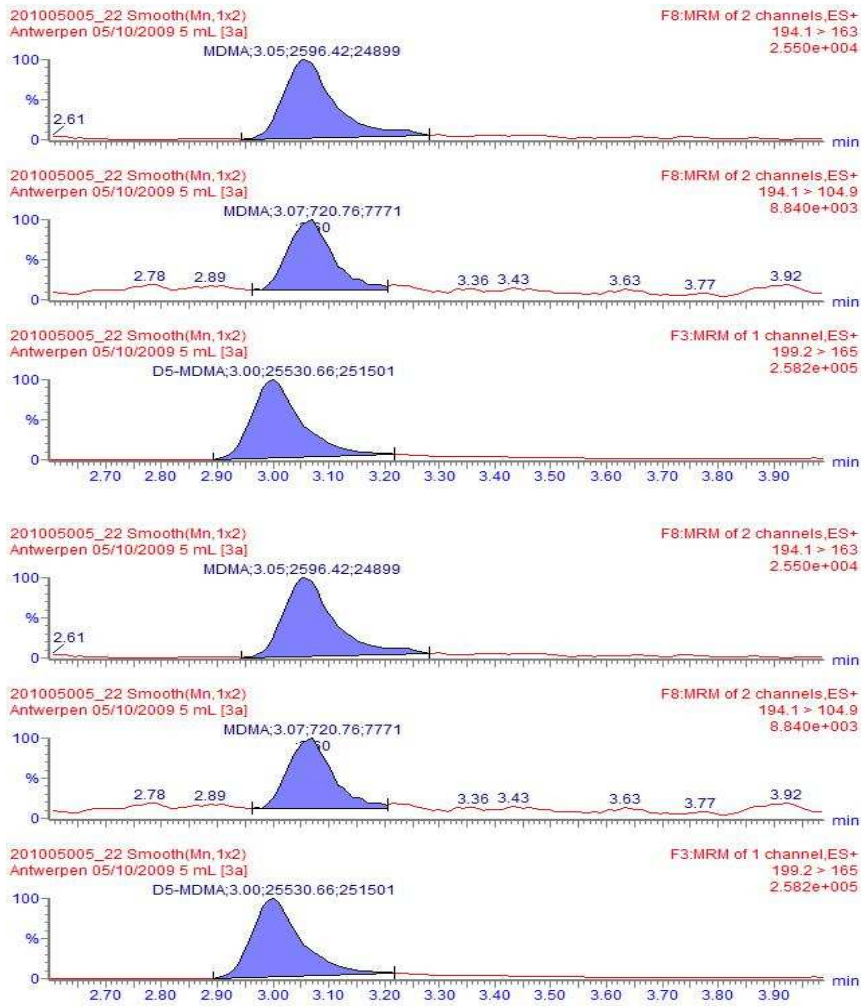 201005005_22 Smooth(Mn,1x2)
Antwerpen 05/10/2009 5 mL [3a]
F8:MRM of 2 channels,ES+
194.1 > 163
2.550e+004
MDMA;3.05;2596.42;24899
100
%
0
2.61
min
201005005_22 Smooth(Mn,1x2)
Antwerpen 05/10/2009 5 mL [3a]
F8:MRM of 2 channels,ES+
194.1 > 104.9
8.840e+003
MDMA;3.07;720.76;7771
100
%
0
2.78 2.89 3.36 3.43 3.63 3.77 3.92
min
201005005_22 Smooth(Mn,1x2)
Antwerpen 05/10/2009 5 mL [3a]
F3:MRM of 1 channel,ES+
199.2 > 165
2.582e+005
D5-MDMA;3.00;25530.66;251501
100
%
0
min
2.70 2.80 2.90 3.00 3.10 3.20 3.30 3.40 3.50 3.60 3.70 3.80 3.90
201005005_22 Smooth(Mn,1x2)
Antwerpen 05/10/2009 5 mL [3a]
F8:MRM of 2 channels,ES+
194.1 > 163
2.550e+004
MDMA;3.05;2596.42;24899
100
%
0
2.61
min
201005005_22 Smooth(Mn,1x2)
Antwerpen 05/10/2009 5 mL [3a]
F8:MRM of 2 channels,ES+
194.1 > 104.9
8.840e+003
MDMA;3.07;720.76;7771
100
%
0
2.78 2.89 3.36 3.43 3.63 3.77 3.92
min
201005005_22 Smooth(Mn,1x2)
Antwerpen 05/10/2009 5 mL [3a]
F3:MRM of 1 channel,ES+
199.2 > 165
2.582e+005
D5-MDMA;3.00;25530.66;251501
100
%
0
min
2.70 2.80 2.90 3.00 3.10 3.20 3.30 3.40 3.50 3.60 3.70 3.80 3.90